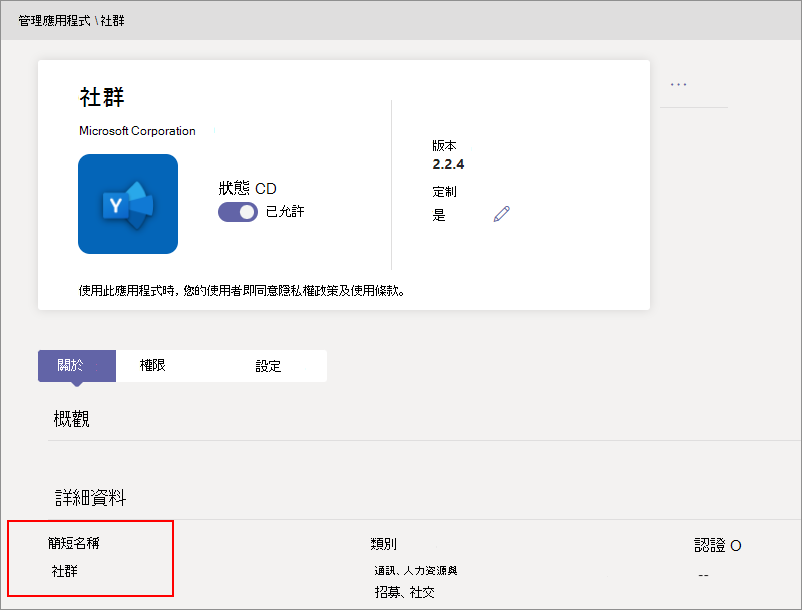 管理應用程式 \ 社群
社群
Microsoft Corporation
Y
狀態 CD
已允許
版本
2.2.4
定制
是
使用此應用程式時,您的使用者即同意隱私權政策及使用條款。
...
關於
權限
設定
概觀
詳細資料
簡短名稱
社群
類別
通訊、人力資源與
招募、社交
認證 O
--